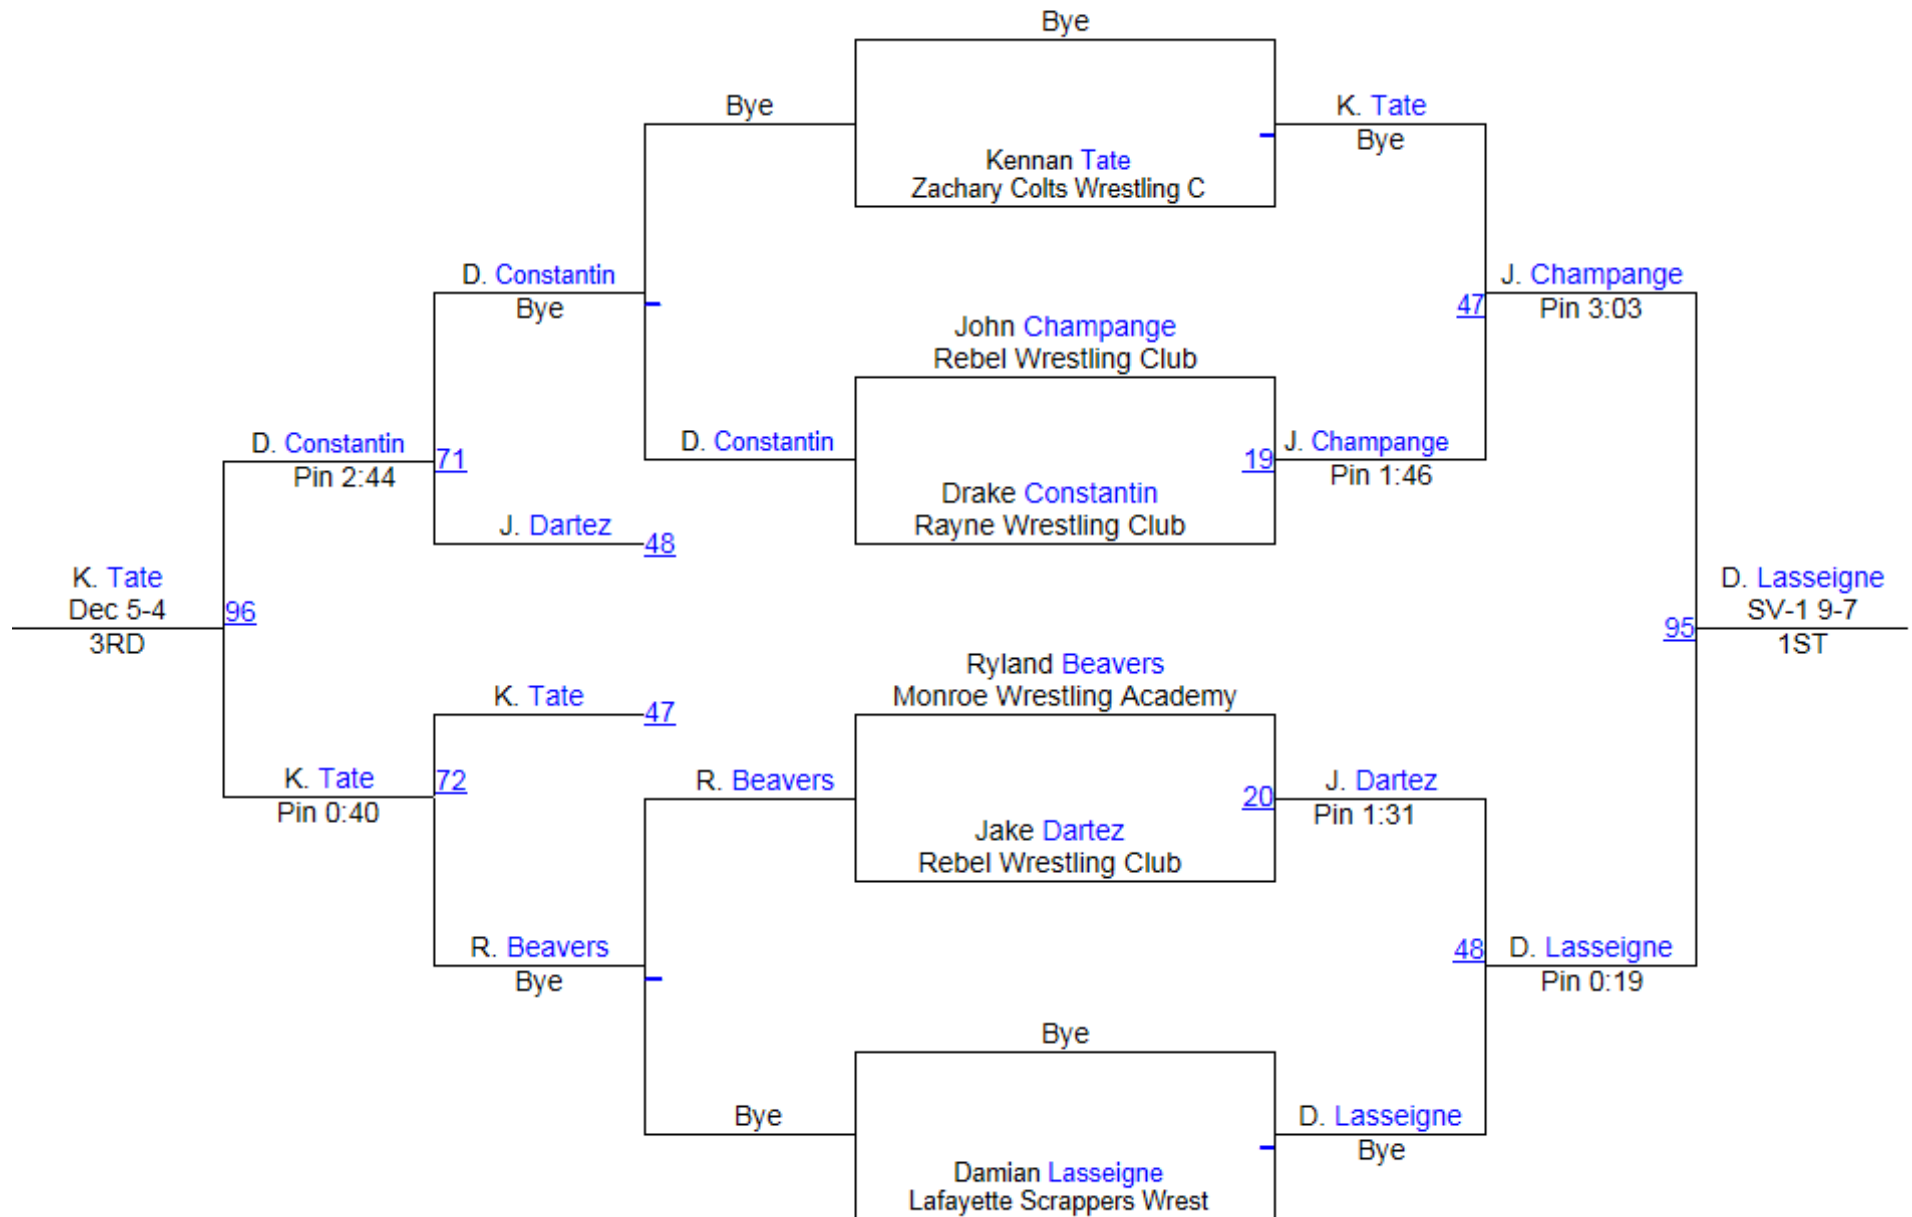 Bye
Bye
K. Tate
Bye
Kennan Tate
Zachary Colts Wrestling C
D. Constantin
Bye
J. Champange
47
Pin 3:03
John Champange
Rebel Wrestling Club
D. Constantin
Pin 2:44
71
D. Constantin
19
J. Champange
Pin 1:46
Drake Constantin
Rayne Wrestling Club
J. Dartez
48
K. Tate
Dec 5-4
3RD
96
D. Lasseigne
SV-1 9-7
1ST
95
Ryland Beavers
Monroe Wrestling Academy
K. Tate
47
K. Tate
Pin 0:40
72
R. Beavers
20
J. Dartez
Pin 1:31
Jake Dartez
Rebel Wrestling Club
R. Beavers
Bye
48
D. Lasseigne
Pin 0:19
Bye
Bye
D. Lasseigne
Bye
Damian Lasseigne
Lafayette Scrappers Wrest